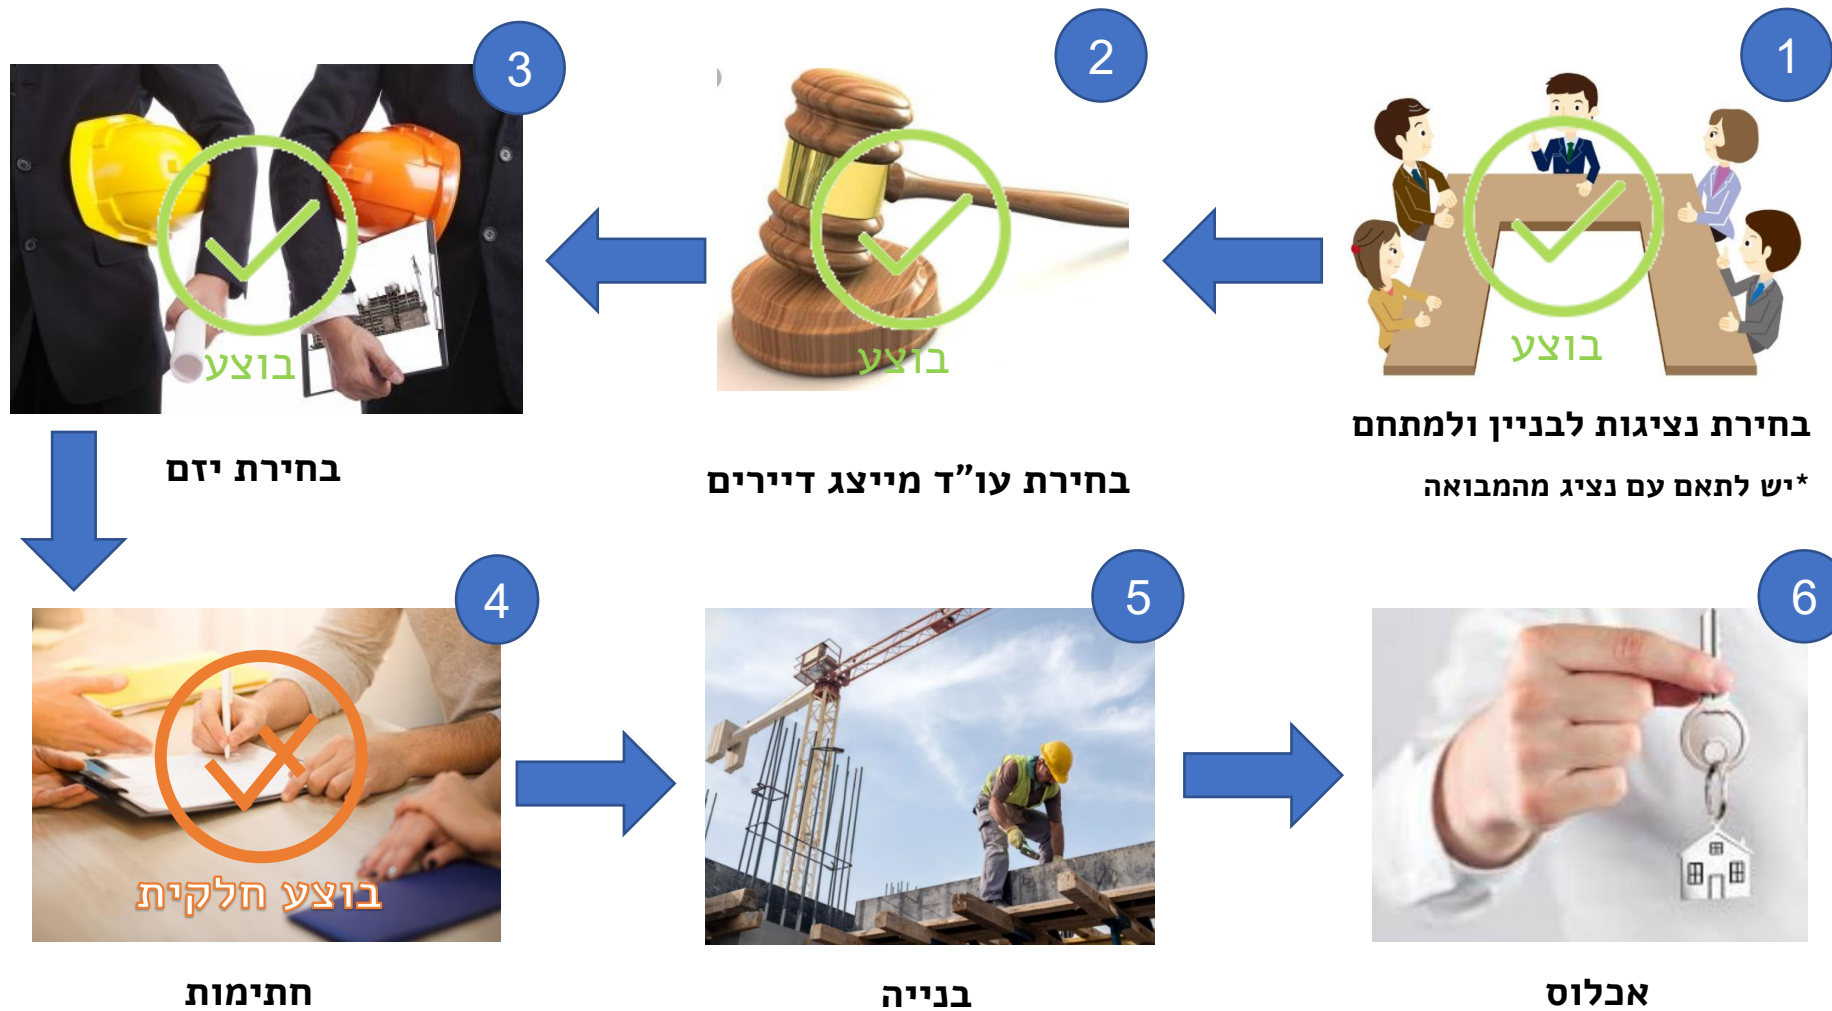 1
בוצע
בחירת נציגות לבניין ולמתחם
*יש לתאם עם נציג מהמבואה
2
בוצע
בחירת עו"ד מייצג דיירים
3
בוצע
בחירת יזם
4
בוצע חלקית
חתימות
5
בנייה
6
אכלוס